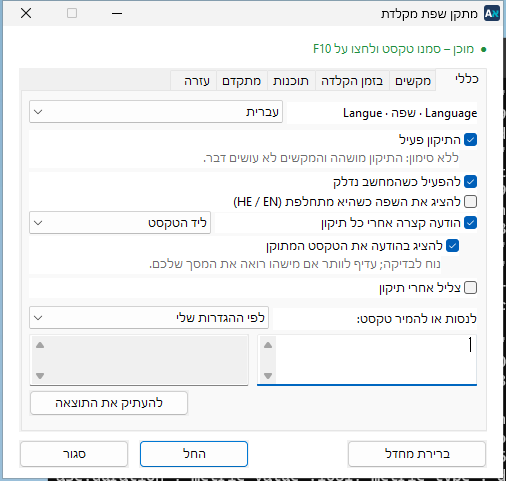 מתקן שפת מקלדת
מוכן – סמנו טקסט ולחצו על F10
כללי מקשים בזמן הקלדה תוכנות מתקדם עזרה
Langue · שפה · Language עברית
התיקון פעיל
ללא סימון: התיקון מושהה והמקשים לא עושים דבר.
להפעיל כשהמחשב נדלק
להציג את השפה כשהיא מתחלפת (HE / EN)
הודעה קצרה אחרי כל תיקון ליד הטקסט
להציג בהודעה את הטקסט המתוקן
נוח לבדיקה; עדיף לוותר אם מישהו רואה את המסך שלכם.
צליל אחרי תיקון
לנסות או להמיר טקסט: לפי ההגדרות שלי
להעתיק את התוצאה
ברירת מחדל החל סגור